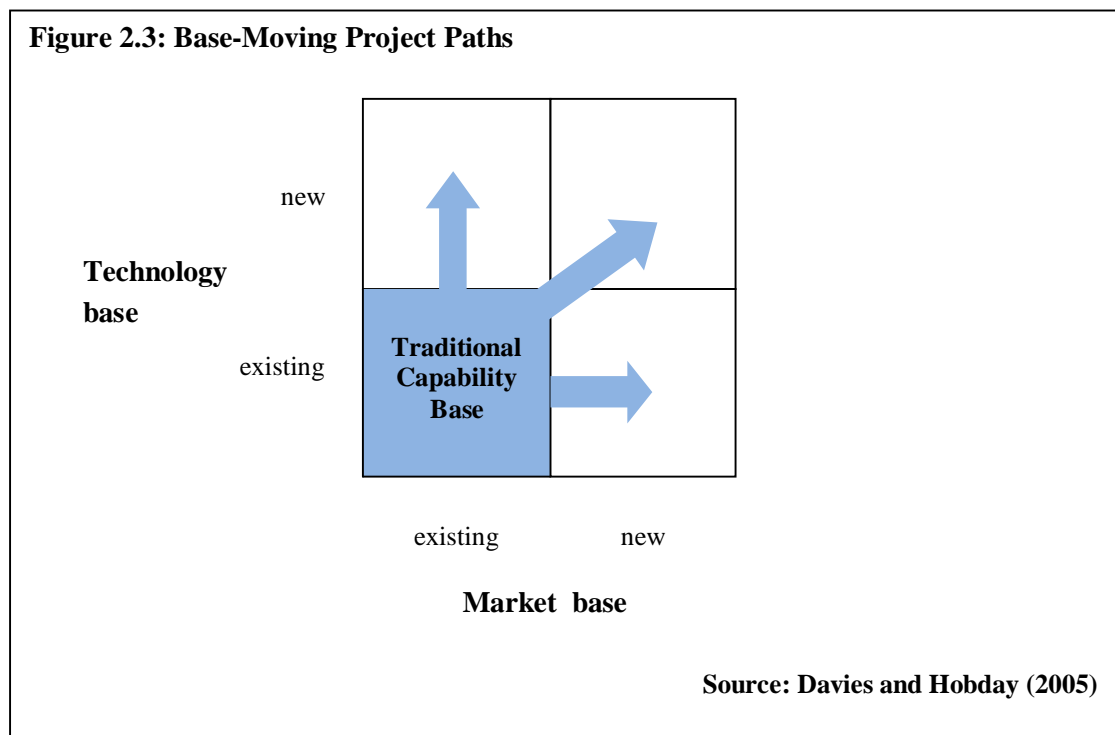 Figure 2.3: Base-Moving Project Paths
new
Technology
base
existing
Traditional
Capability
Base
existing new
Market base
Source: Davies and Hobday (2005)